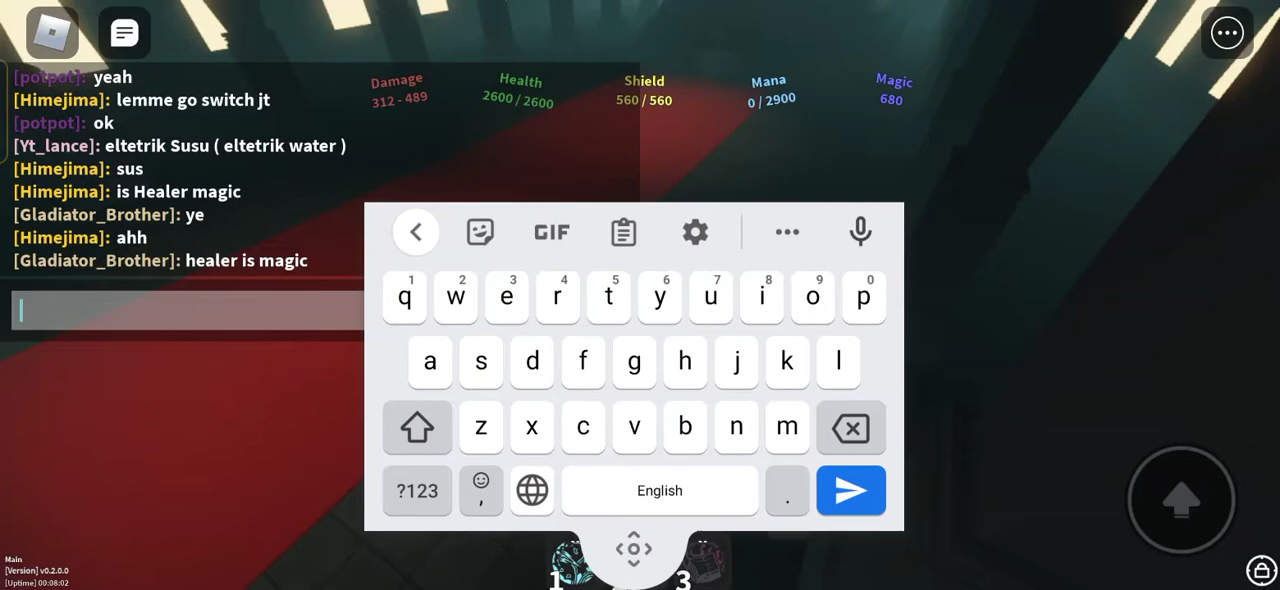 [potpot]: yeah
[Himejima]: lemme go switch jt
[potpot]: ok
[Yt_lance]: eltetrik Susu ( eltetrik water )
[Himejima]: sus
[Himejima]: is Healer magic
[Gladiator_Brother]: ye
[Himejima]: ahh
[Gladiator_Brother]: healer is magic
Damage
312 - 489
Health
2600 / 2600
Shield
560 / 560
Mana
0 / 2900
Magic
680
GIF
1 2 3 4 5 6 7 8 9 0
q w e r t y u i o p
a s d f g h j k l
z x c v b n m
?123 , English .
1 3
Main
[Version] v0.2.0.0
[Uptime] 00:08:02